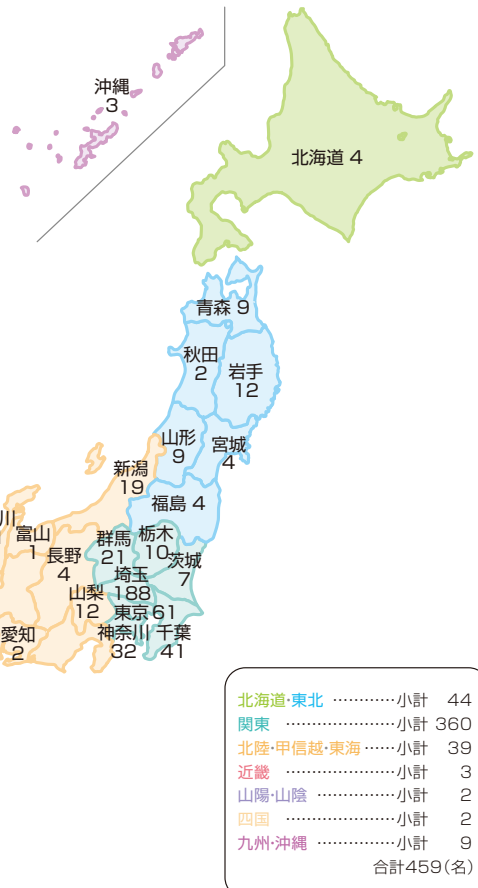 沖縄
3
北海道 4
青森 9
秋田
2
岩手
12
山形
9
宮城
4
新潟
19
福島 4
川
富山
1
群馬
21
栃木
10
茨城
7
長野
4
埼玉
188
山梨
12
東京 61
愛知
2
神奈川
32
千葉
41
北海道・東北 …………小計 44
関東 …………………小計 360
北陸・甲信越・東海……小計 39
近畿 …………………小計 3
山陽・山陰 ……………小計 2
四国 …………………小計 2
九州・沖縄 ……………小計 9
合計459(名)